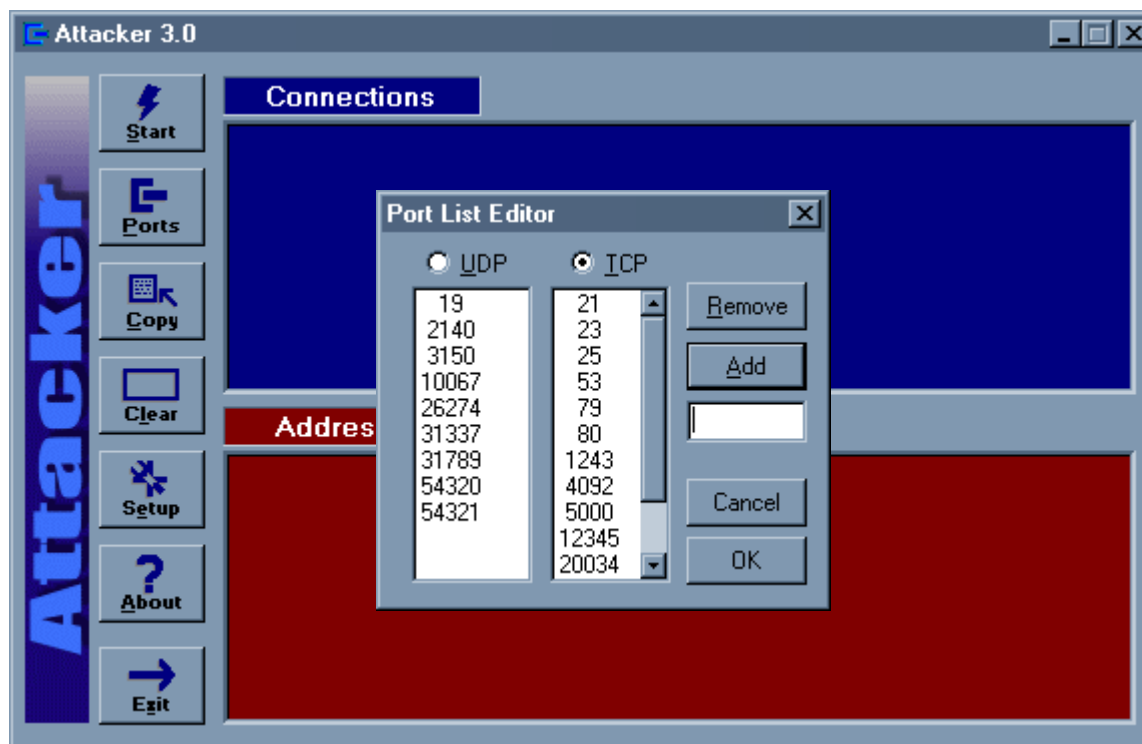 Attacker 3.0
Attacker
Start
Ports
Copy
Clear
Setup
About
Exit
Connections
Addres
Port List Editor
UDP
TCP
19
2140
3150
10067
26274
31337
31789
54320
54321
21
23
25
53
79
80
1243
4092
5000
12345
20034
Remove
Add
Cancel
OK